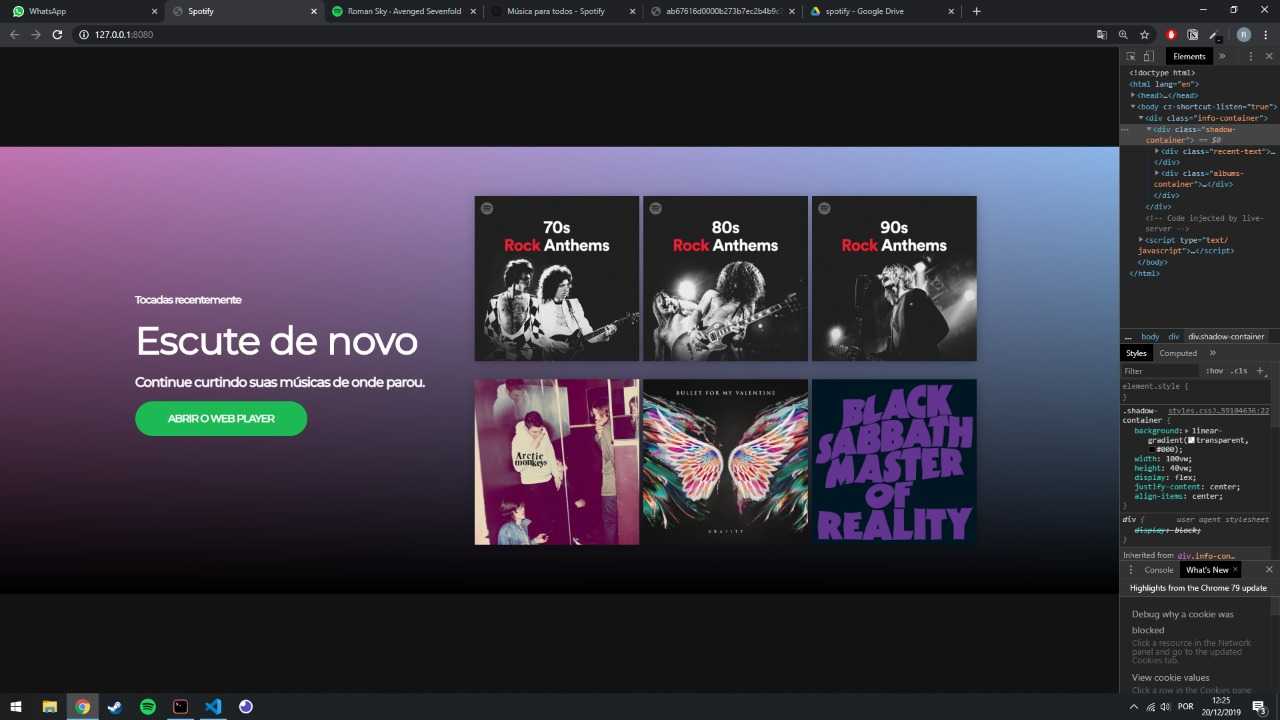 WhatsApp
Spotify
Roman Sky - Avenged Sevenfold
Música para todos - Spotify
ab67616d0000b273b7ec2b4b9c
spotify - Google Drive
127.0.0.1:8080
Tocadas recentemente
Escute de novo
Continue curtindo suas músicas de onde parou.
ABRIR O WEB PLAYER
70s
Rock Anthems
80s
Rock Anthems
90s
Rock Anthems
Arctic
monkeys
BULLET FOR MY VALENTINE
GRAVITY
BLACK
SABBATH
MASTER
OF
REALITY
Elements
<!doctype html>
<html lang="en">
<head>…</head>
<body cz-shortcut-listen="true">
<div class="info-container">
<div class="shadow-
container"> == $0
<div class="recent-text">…
</div>
<div class="albums-
container">…</div>
</div>
</div>
<!-- Code injected by live-
server -->
<script type="text/
javascript">…</script>
</body>
</html>
... body div div.shadow-container
Styles Computed
Filter :hov .cls
element.style {
}
.shadow-
container {
background: linear-
gradient(transparent,
#000);
width: 100vw;
height: 40vw;
display: flex;
justify-content: center;
align-items: center;
}
div { user agent stylesheet
display: block;
}
Inherited from div.info-con…
Console What's New
Highlights from the Chrome 79 update
Debug why a cookie was
blocked
Click a resource in the Network
panel and go to the updated
Cookies tab.
View cookie values
Click a row in the Cookies pane
POR
12:25
20/12/2019
3